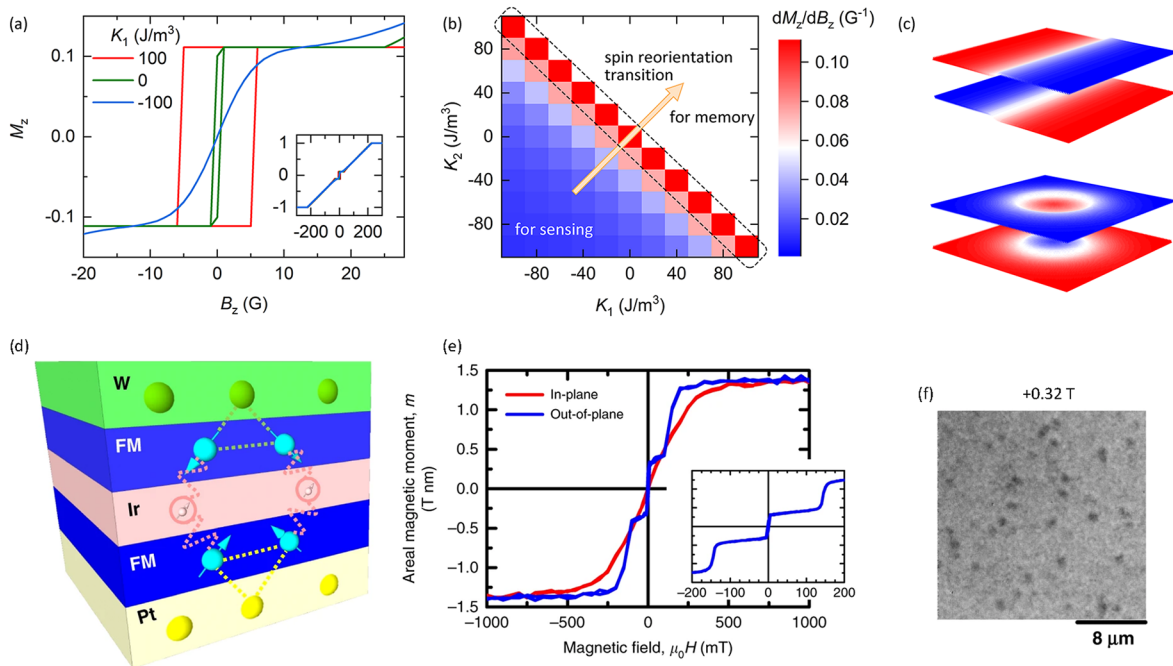 (a)
K₁ (J/m³)
100
0
-100
0.1
0.0
-0.1
M_z
-20
-10
0
10
20
B_z (G)
1
0
-1
-200
0
200
(b)
80
40
0
-40
-80
K₂ (J/m³)
-80
-40
0
40
80
K₁ (J/m³)
spin reorientation
transition
for memory
for sensing
dM_z/dB_z (G⁻¹)
0.10
0.08
0.06
0.04
0.02
(c)
(d)
W
FM
Ir
FM
Pt
(e)
In-plane
Out-of-plane
1.5
1.0
0.5
0.0
−0.5
−1.0
−1.5
Areal magnetic moment, m
(T nm)
−1000
−500
0
500
1000
Magnetic field, μ₀H (mT)
−200
−100
0
100
200
(f)
+0.32 T
8 μm